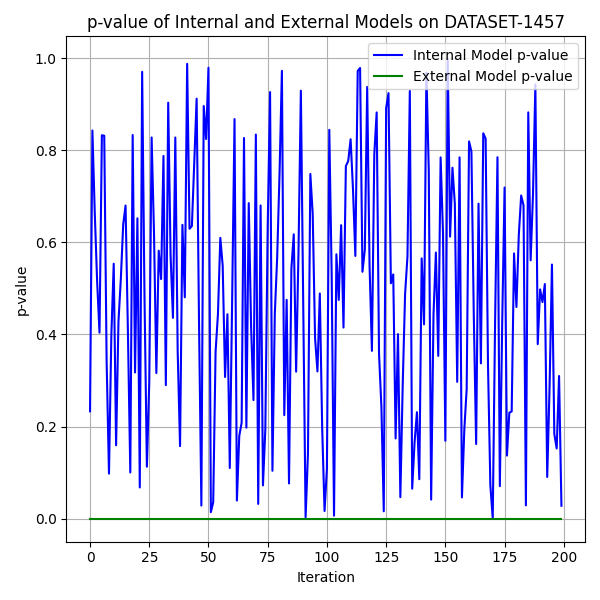 p-value of Internal and External Models on DATASET-1457
Internal Model p-value
External Model p-value
1.0
0.8
0.6
0.4
0.2
0.0
p-value
0 25 50 75 100 125 150 175 200
Iteration